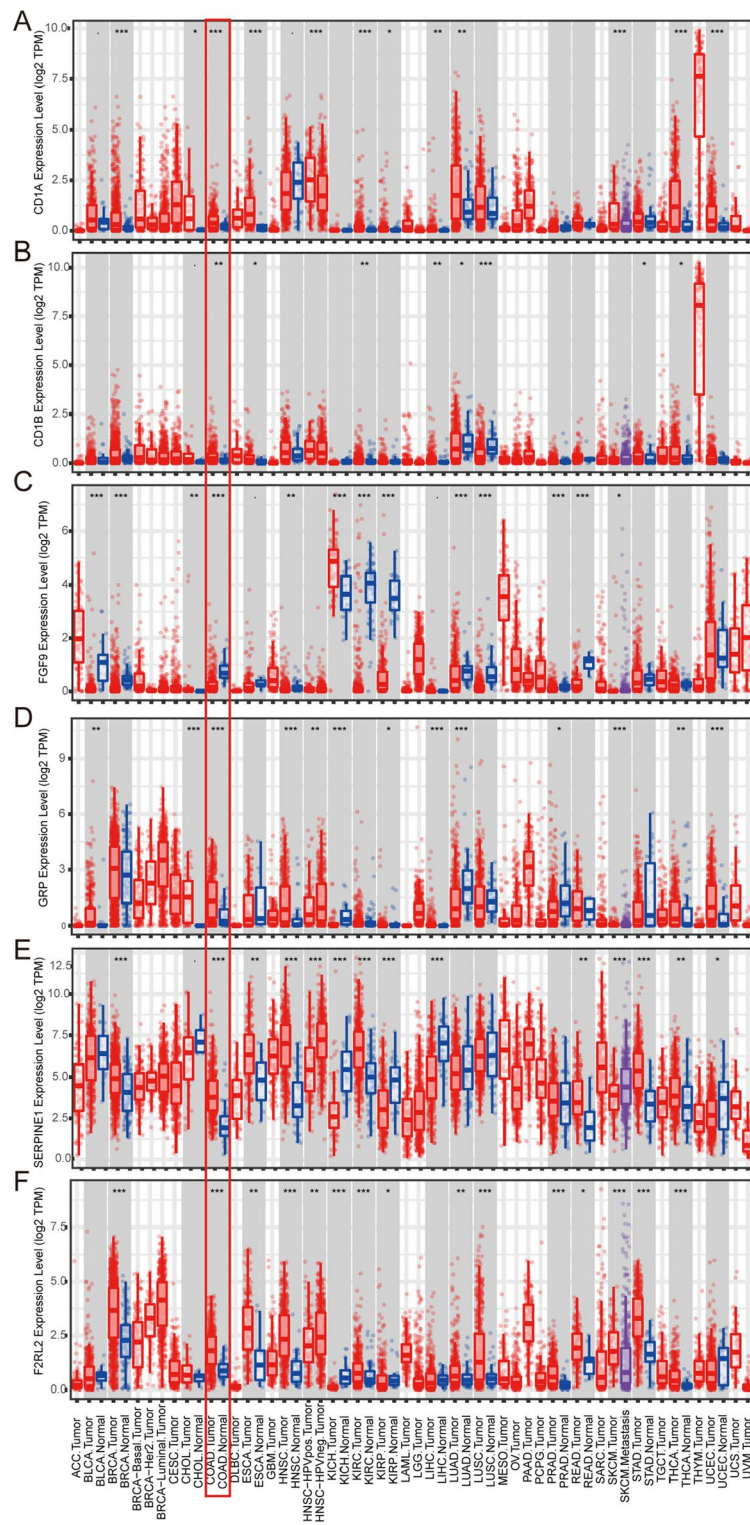 A
CD1A Expression Level (log2 TPM)
10.0
7.5
5.0
2.5
0.0
. *** * *** *** . *** *** * ** ** *** *** ***
B
CD1B Expression Level (log2 TPM)
10.0
7.5
5.0
2.5
0.0
. ** * ** ** * *** * *
C
FGF9 Expression Level (log2 TPM)
6
4
2
0
*** *** ** *** . ** *** *** *** . *** *** *** *** *
D
GRP Expression Level (log2 TPM)
9
6
3
0
** *** *** *** ** *** * *** *** * *** ** ***
E
SERPINE1 Expression Level (log2 TPM)
12.5
10.0
7.5
5.0
2.5
0.0
*** . *** ** *** *** *** *** *** *** ** *** *** ** *
F
F2RL2 Expression Level (log2 TPM)
7.5
5.0
2.5
0.0
*** *** ** *** ** *** *** * ** *** *** * *** *** ***
ACC.Tumor
BLCA.Tumor
BLCA.Normal
BRCA.Tumor
BRCA.Normal
BRCA-Basal.Tumor
BRCA-Her2.Tumor
BRCA-Luminal.Tumor
CESC.Tumor
CHOL.Tumor
CHOL.Normal
COAD.Tumor
COAD.Normal
DLBC.Tumor
ESCA.Tumor
ESCA.Normal
GBM.Tumor
HNSC.Tumor
HNSC.Normal
HNSC-HPVpos.Tumor
HNSC-HPVneg.Tumor
KICH.Tumor
KICH.Normal
KIRC.Tumor
KIRC.Normal
KIRP.Tumor
KIRP.Normal
LAML.Tumor
LGG.Tumor
LIHC.Tumor
LIHC.Normal
LUAD.Tumor
LUAD.Normal
LUSC.Tumor
LUSC.Normal
MESO.Tumor
OV.Tumor
PAAD.Tumor
PCPG.Tumor
PRAD.Tumor
PRAD.Normal
READ.Tumor
READ.Normal
SARC.Tumor
SKCM.Tumor
SKCM.Metastasis
STAD.Tumor
STAD.Normal
TGCT.Tumor
THCA.Tumor
THCA.Normal
THYM.Tumor
UCEC.Tumor
UCEC.Normal
UCS.Tumor
UVM.Tumor